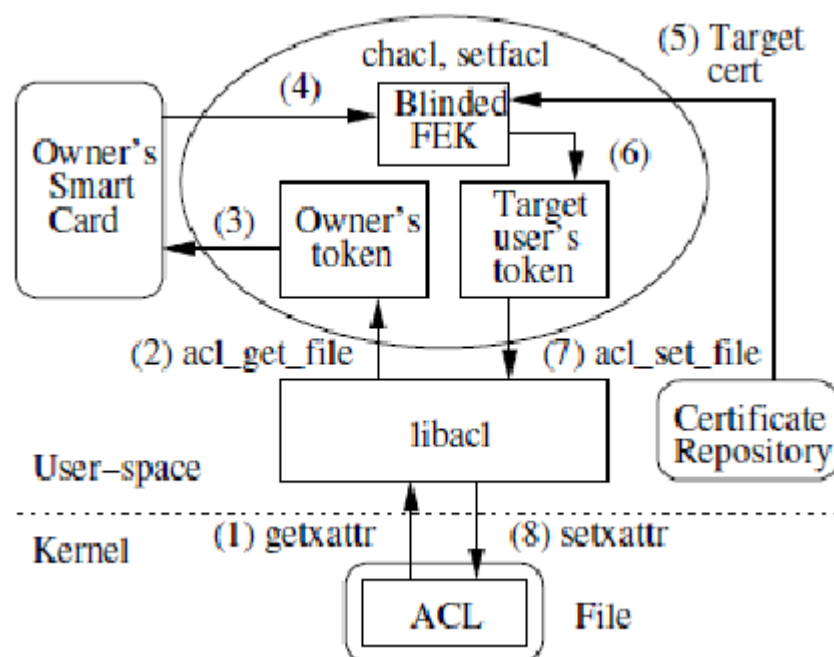 (5) Target
cert
chacl, setfacl
(4)
Blinded
FEK
Owner's
Smart
Card
(6)
(3)
Owner's
token
Target
user's
token
(2) acl_get_file
(7) acl_set_file
libacl
Certificate
Repository
User-space
Kernel
(1) getxattr
(8) setxattr
ACL
File